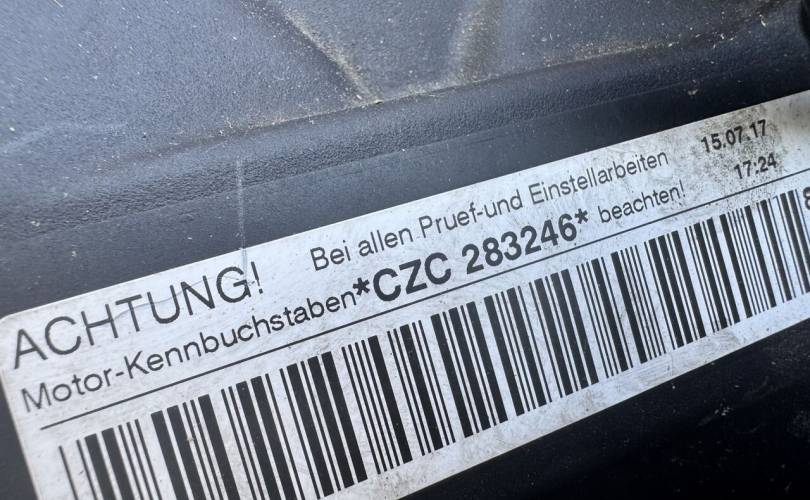 ACHTUNG! Bei allen Pruef-und Einstellarbeiten 15.07.17
Motor-Kennbuchstaben*CZC 283246* beachten! 17:24